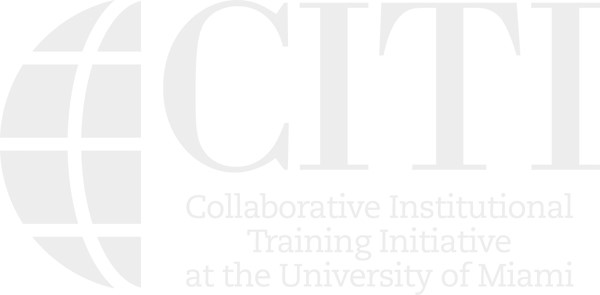 CITI
Collaborative Institutional
Training Initiative
at the University of Miami